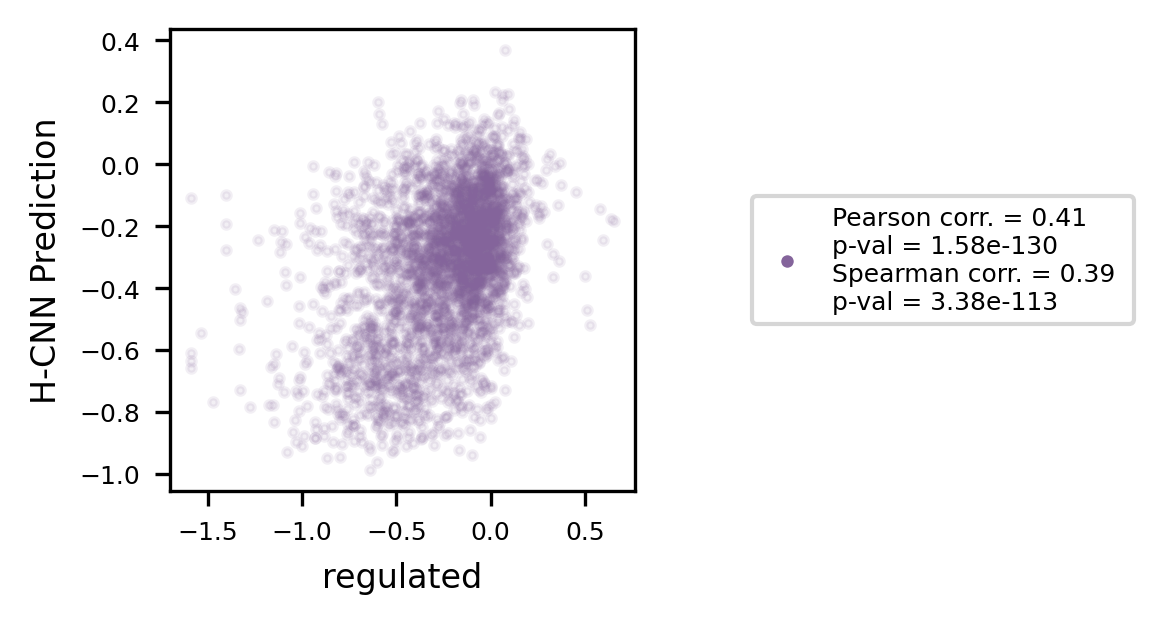 0.4
0.2
0.0
−0.2
−0.4
−0.6
−0.8
−1.0
H-CNN Prediction
−1.5 −1.0 −0.5 0.0 0.5
regulated
Pearson corr. = 0.41
p-val = 1.58e-130
Spearman corr. = 0.39
p-val = 3.38e-113